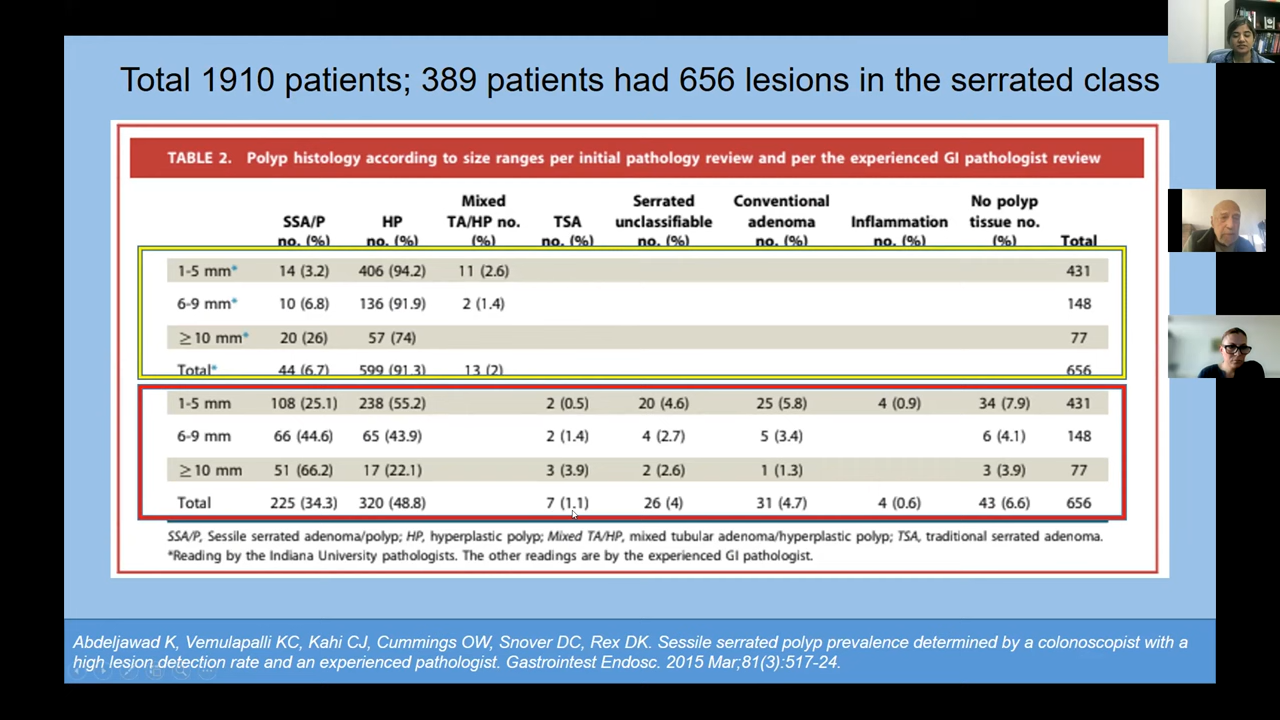 Total 1910 patients; 389 patients had 656 lesions in the serrated class
TABLE 2. Polyp histology according to size ranges per initial pathology review and per the experienced GI pathologist review
SSA/P no. (%) HP no. (%) Mixed TA/HP no. (%) TSA no. (%) Serrated unclassifiable no. (%) Conventional adenoma no. (%) Inflammation no. (%) No polyp tissue no. (%) Total
1-5 mm* 14 (3.2) 406 (94.2) 11 (2.6) 431
6-9 mm* 10 (6.8) 136 (91.9) 2 (1.4) 148
≥10 mm* 20 (26) 57 (74) 77
Total* 44 (6.7) 599 (91.3) 13 (2) 656
1-5 mm 108 (25.1) 238 (55.2) 2 (0.5) 20 (4.6) 25 (5.8) 4 (0.9) 34 (7.9) 431
6-9 mm 66 (44.6) 65 (43.9) 2 (1.4) 4 (2.7) 5 (3.4) 6 (4.1) 148
≥10 mm 51 (66.2) 17 (22.1) 3 (3.9) 2 (2.6) 1 (1.3) 3 (3.9) 77
Total 225 (34.3) 320 (48.8) 7 (1.1) 26 (4) 31 (4.7) 4 (0.6) 43 (6.6) 656
SSA/P, Sessile serrated adenoma/polyp; HP, hyperplastic polyp; Mixed TA/HP, mixed tubular adenoma/hyperplastic polyp; TSA, traditional serrated adenoma.
*Reading by the Indiana University pathologists. The other readings are by the experienced GI pathologist.
Abdeljawad K, Vemulapalli KC, Kahi CJ, Cummings OW, Snover DC, Rex DK. Sessile serrated polyp prevalence determined by a colonoscopist with a
high lesion detection rate and an experienced pathologist. Gastrointest Endosc. 2015 Mar;81(3):517-24.